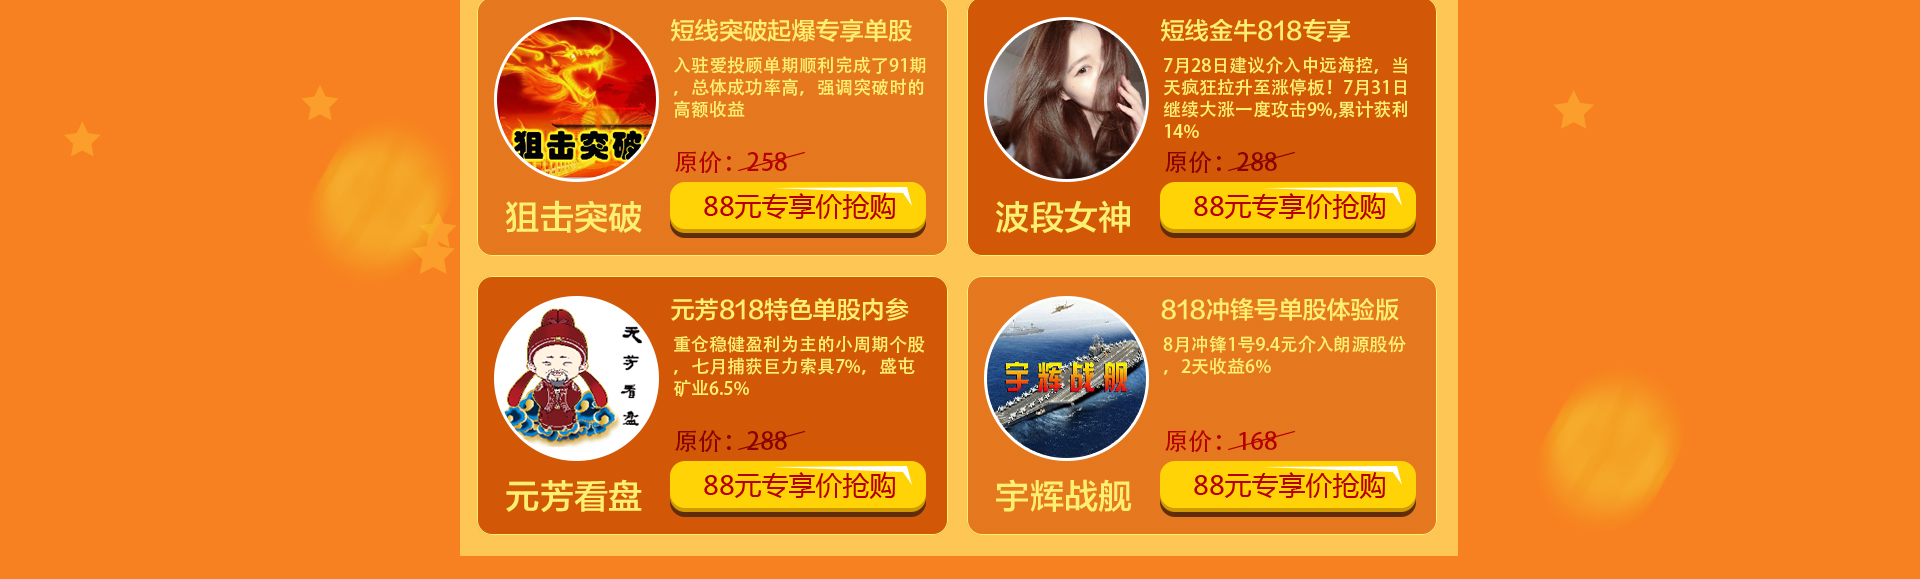 短线突破起爆专享单股
入驻爱投顾单期顺利完成了91期
，总体成功率高，强调突破时的
高额收益
狙击突破
原价：258
88元专享价抢购
狙击突破
短线金牛818专享
7月28日建议介入中远海控，当
天疯狂拉升至涨停板！7月31日
继续大涨一度攻击9%,累计获利
14%
原价：288
88元专享价抢购
波段女神
元芳818特色单股内参
重仓稳健盈利为主的小周期个股
，七月捕获巨力索具7%，盛屯
矿业6.5%
元芳看盘
原价：288
88元专享价抢购
元芳看盘
818冲锋号单股体验版
8月冲锋1号9.4元介入朗源股份
，2天收益6%
宇辉战舰
原价：168
88元专享价抢购
宇辉战舰